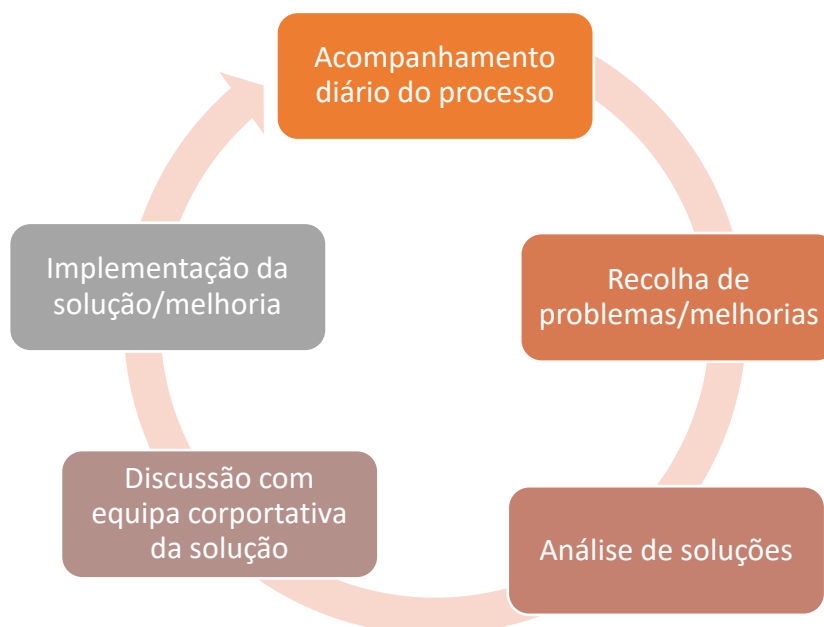 Acompanhamento
diário do processo
Recolha de
problemas/melhorias
Análise de soluções
Discussão com
equipa corportativa
da solução
Implementação da
solução/melhoria